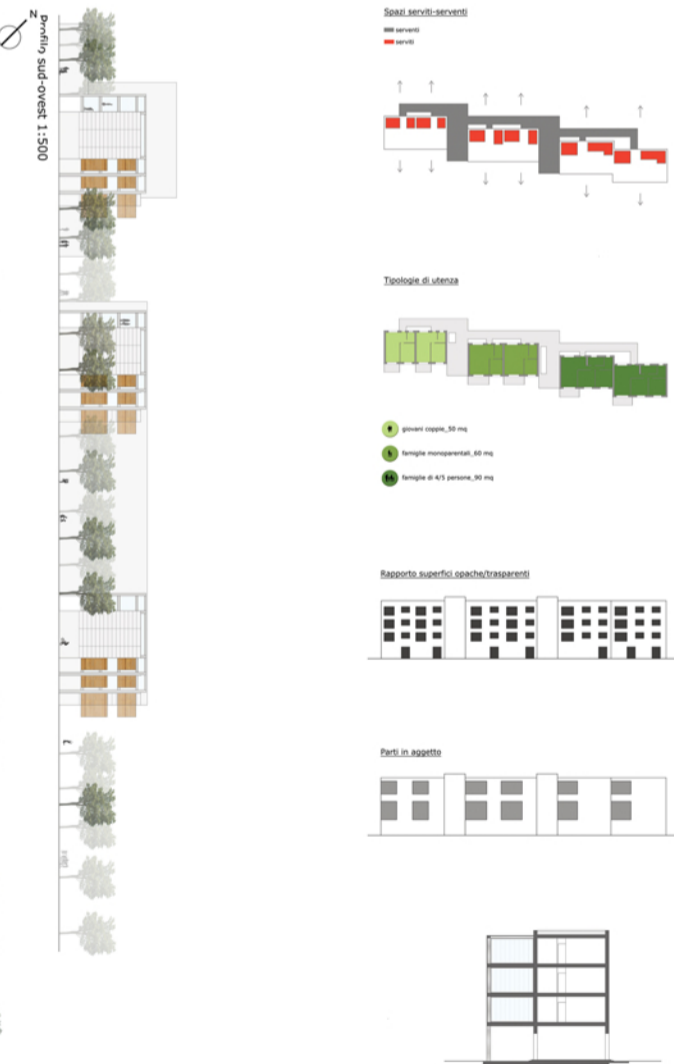 N
Profilo sud-ovest 1:500
Spazi serviti-serventi
serventi
serviti
Tipologie di utenza
giovani coppie_50 mq
famiglie monoparentali_60 mq
famiglie di 4/5 persone_90 mq
Rapporto superfici opache/trasparenti
Parti in aggetto